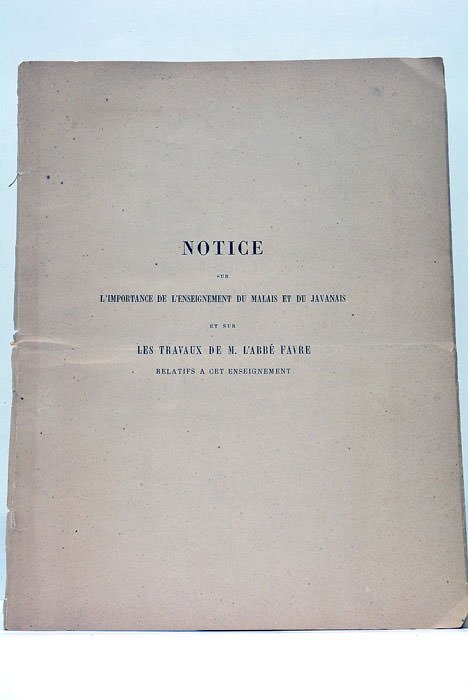 NOTICE
SUR
L'IMPORTANCE DE L'ENSEIGNEMENT DU MALAIS ET DU JAVANAIS
ET SUR
LES TRAVAUX DE M. L'ABBÉ FAVRE
RELATIFS A CET ENSEIGNEMENT